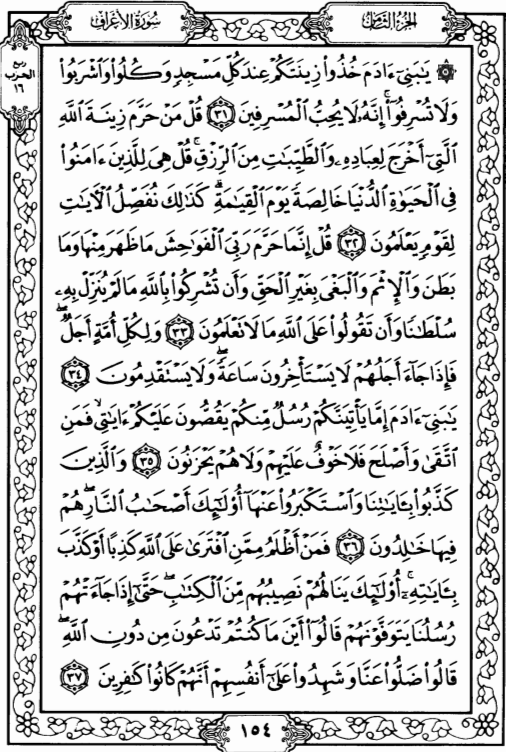 الجزء الثامن
سورة الأعراف
ربع
الحزب
١٦
۞ يَٰبَنِىٓ ءَادَمَ خُذُوا۟ زِينَتَكُمْ عِندَ كُلِّ مَسْجِدٍ وَكُلُوا۟ وَٱشْرَبُوا۟
وَلَا تُسْرِفُوٓا۟ ۚ إِنَّهُۥ لَا يُحِبُّ ٱلْمُسْرِفِينَ ٣١ قُلْ مَنْ حَرَّمَ زِينَةَ ٱللَّهِ
ٱلَّتِىٓ أَخْرَجَ لِعِبَادِهِۦ وَٱلطَّيِّبَٰتِ مِنَ ٱلرِّزْقِ ۚ قُلْ هِىَ لِلَّذِينَ ءَامَنُوا۟
فِى ٱلْحَيَوٰةِ ٱلدُّنْيَا خَالِصَةً يَوْمَ ٱلْقِيَٰمَةِ ۗ كَذَٰلِكَ نُفَصِّلُ ٱلْءَايَٰتِ
لِقَوْمٍ يَعْلَمُونَ ٣٢ قُلْ إِنَّمَا حَرَّمَ رَبِّىَ ٱلْفَوَٰحِشَ مَا ظَهَرَ مِنْهَا وَمَا
بَطَنَ وَٱلْإِثْمَ وَٱلْبَغْىَ بِغَيْرِ ٱلْحَقِّ وَأَن تُشْرِكُوا۟ بِٱللَّهِ مَا لَمْ يُنَزِّلْ بِهِۦ
سُلْطَٰنًا وَأَن تَقُولُوا۟ عَلَى ٱللَّهِ مَا لَا تَعْلَمُونَ ٣٣ وَلِكُلِّ أُمَّةٍ أَجَلٌ ۖ
فَإِذَا جَآءَ أَجَلُهُمْ لَا يَسْتَأْخِرُونَ سَاعَةً ۖ وَلَا يَسْتَقْدِمُونَ ٣٤
يَٰبَنِىٓ ءَادَمَ إِمَّا يَأْتِيَنَّكُمْ رُسُلٌ مِّنكُمْ يَقُصُّونَ عَلَيْكُمْ ءَايَٰتِى ۙ فَمَنِ
ٱتَّقَىٰ وَأَصْلَحَ فَلَا خَوْفٌ عَلَيْهِمْ وَلَا هُمْ يَحْزَنُونَ ٣٥ وَٱلَّذِينَ
كَذَّبُوا۟ بِـَٔايَٰتِنَا وَٱسْتَكْبَرُوا۟ عَنْهَآ أُو۟لَٰٓئِكَ أَصْحَٰبُ ٱلنَّارِ ۖ هُمْ
فِيهَا خَٰلِدُونَ ٣٦ فَمَنْ أَظْلَمُ مِمَّنِ ٱفْتَرَىٰ عَلَى ٱللَّهِ كَذِبًا أَوْ كَذَّبَ
بِـَٔايَٰتِهِۦٓ ۚ أُو۟لَٰٓئِكَ يَنَالُهُمْ نَصِيبُهُم مِّنَ ٱلْكِتَٰبِ ۖ حَتَّىٰٓ إِذَا جَآءَتْهُمْ
رُسُلُنَا يَتَوَفَّوْنَهُمْ قَالُوٓا۟ أَيْنَ مَا كُنتُمْ تَدْعُونَ مِن دُونِ ٱللَّهِ ۖ
قَالُوا۟ ضَلُّوا۟ عَنَّا وَشَهِدُوا۟ عَلَىٰٓ أَنفُسِهِمْ أَنَّهُمْ كَانُوا۟ كَٰفِرِينَ ٣٧
١٥٤